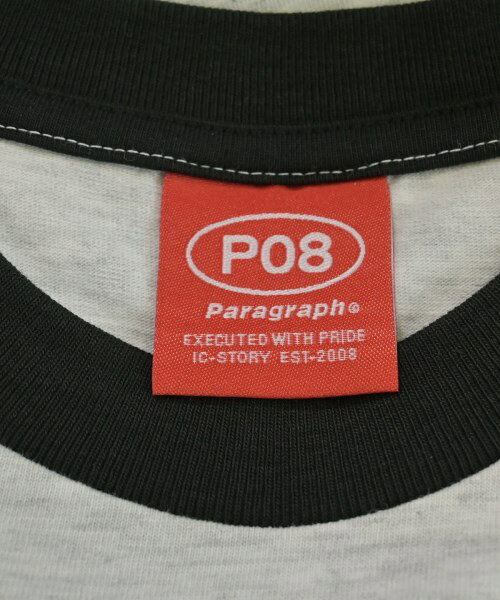 P08
Paragraph©
EXECUTED WITH PRIDE
IC-STORY EST-2008